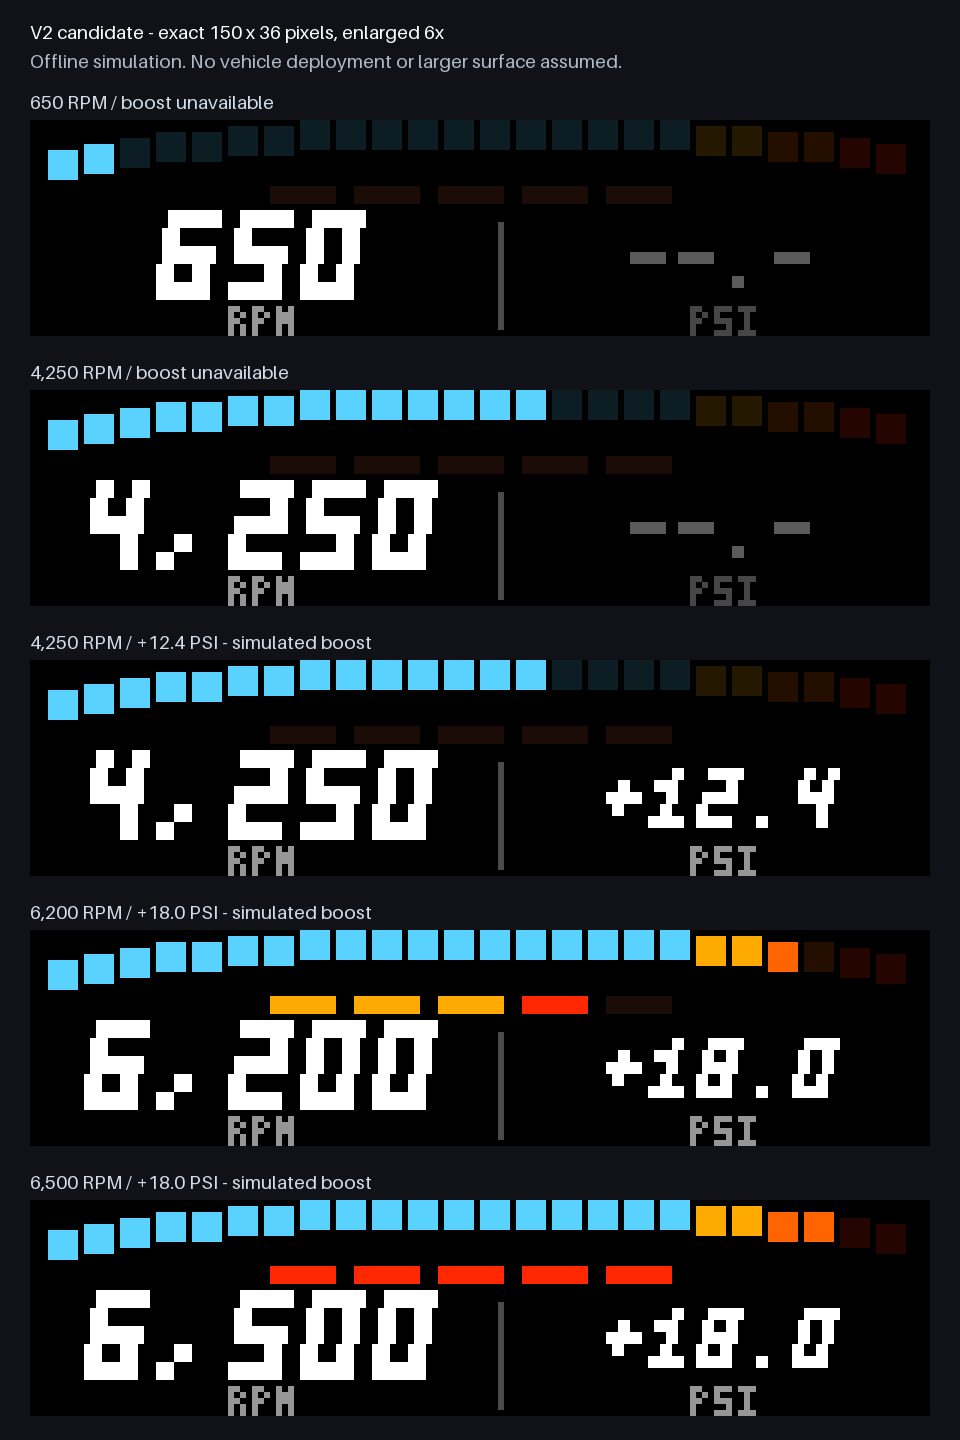 V2 candidate - exact 150 x 36 pixels, enlarged 6x
Offline simulation. No vehicle deployment or larger surface assumed.
650 RPM / boost unavailable
650 --.-
RPM PSI
4,250 RPM / boost unavailable
4,250 --.-
RPM PSI
4,250 RPM / +12.4 PSI - simulated boost
4,250 +12.4
RPM PSI
6,200 RPM / +18.0 PSI - simulated boost
6,200 +18.0
RPM PSI
6,500 RPM / +18.0 PSI - simulated boost
6,500 +18.0
RPM PSI